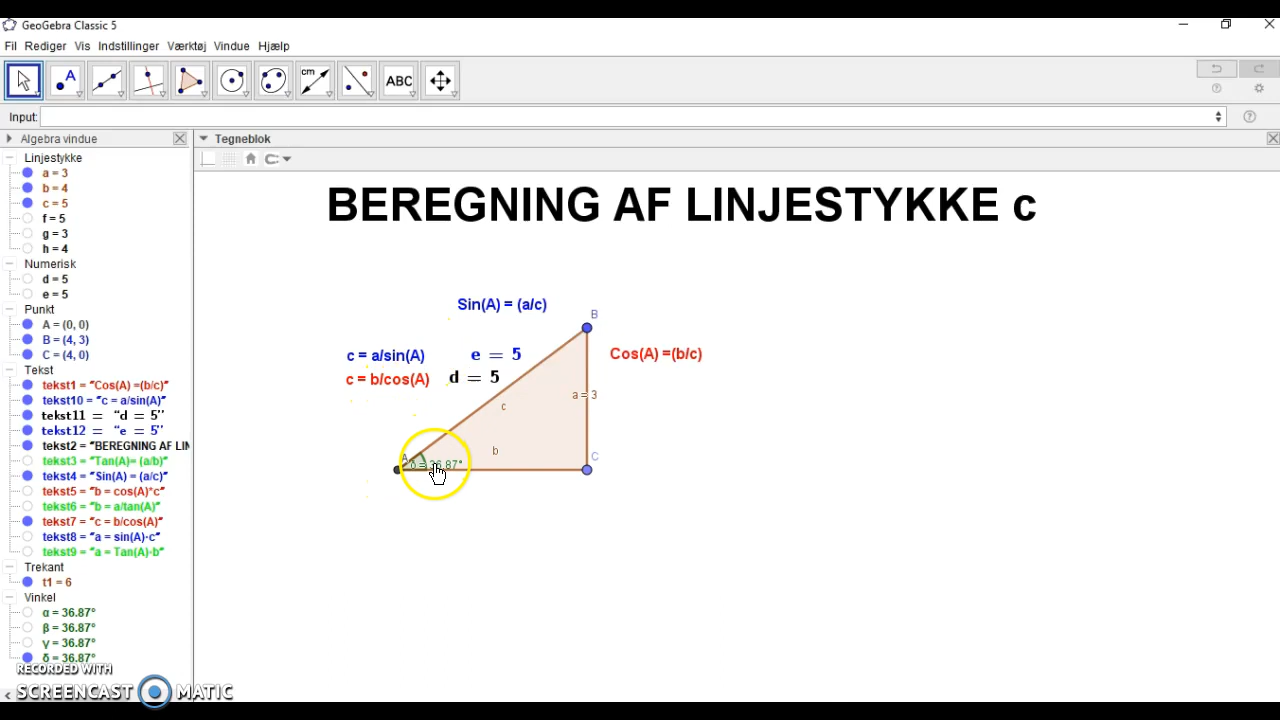 GeoGebra Classic 5
Fil Rediger Vis Indstillinger Værktøj Vindue Hjælp
A cm ABC
Input:
Algebra vindue
Tegneblok
Linjestykke
a = 3
b = 4
c = 5
f = 5
g = 3
h = 4
Numerisk
d = 5
e = 5
Punkt
A = (0, 0)
B = (4, 3)
C = (4, 0)
Tekst
tekst1 = "Cos(A) =(b/c)"
tekst10 = "c = a/sin(A)"
tekst11 = "d = 5"
tekst12 = "e = 5"
tekst2 = "BEREGNING AF LIN
tekst3 = "Tan(A)= (a/b)"
tekst4 = "Sin(A) = (a/c)"
tekst5 = "b = cos(A)*c"
tekst6 = "b = a/tan(A)"
tekst7 = "c = b/cos(A)"
tekst8 = "a = sin(A)·c"
tekst9 = "a = Tan(A)·b"
Trekant
t1 = 6
Vinkel
α = 36.87°
β = 36.87°
γ = 36.87°
δ = 36.87°
BEREGNING AF LINJESTYKKE c
Sin(A) = (a/c)
B
c = a/sin(A) e = 5
Cos(A) =(b/c)
c = b/cos(A) d = 5
a = 3
c
b
A
C
δ = 36.87°
RECORDED WITH
SCREENCAST MATIC